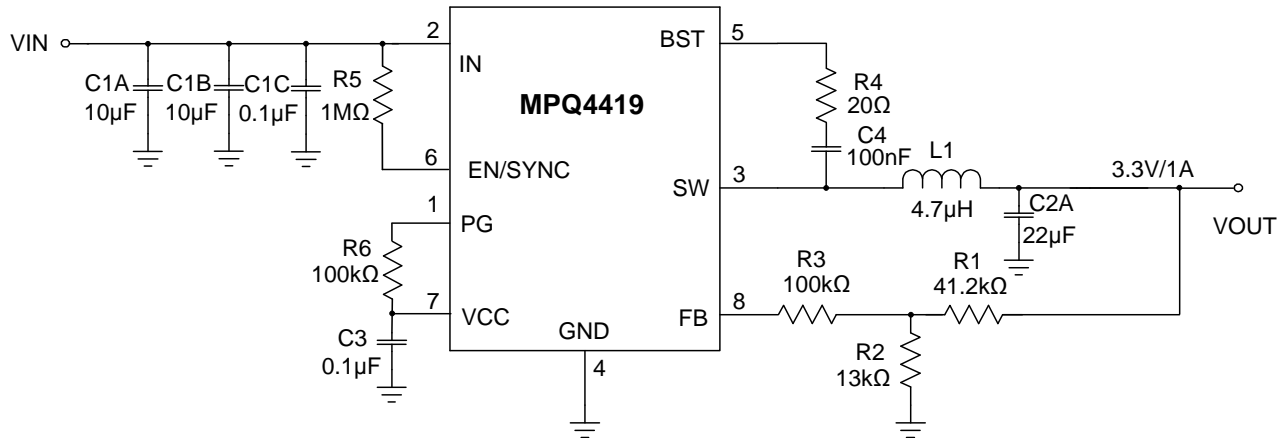 VIN
C1A
10μF
C1B
10μF
C1C
0.1μF
R5
1MΩ
2
IN
6
EN/SYNC
1
PG
R6
100kΩ
7
VCC
C3
0.1μF
MPQ4419
GND
4
BST
5
R4
20Ω
C4
100nF
SW
3
L1
4.7μH
3.3V/1A
C2A
22μF
VOUT
FB
8
R3
100kΩ
R1
41.2kΩ
R2
13kΩ